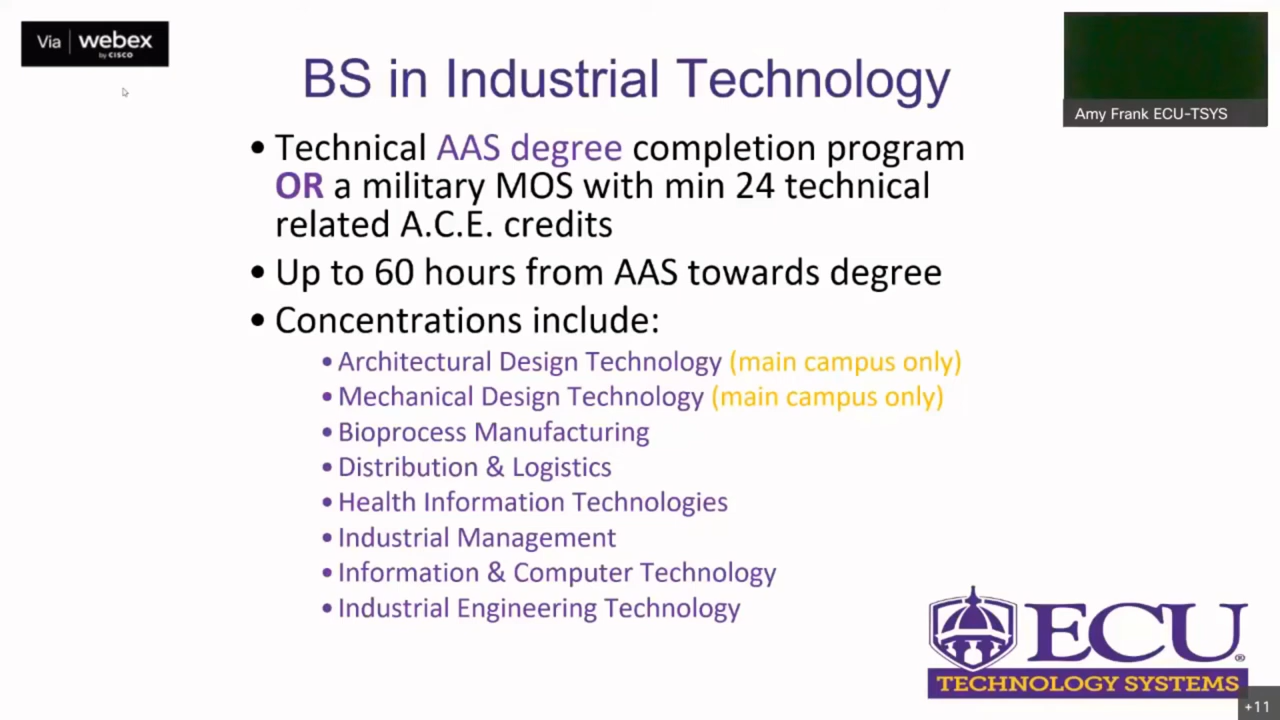 Via webex
by CISCO
BS in Industrial Technology
Amy Frank ECU-TSYS
• Technical AAS degree completion program
OR a military MOS with min 24 technical
related A.C.E. credits
• Up to 60 hours from AAS towards degree
• Concentrations include:
• Architectural Design Technology (main campus only)
• Mechanical Design Technology (main campus only)
• Bioprocess Manufacturing
• Distribution & Logistics
• Health Information Technologies
• Industrial Management
• Information & Computer Technology
• Industrial Engineering Technology
ECU®
TECHNOLOGY SYSTEMS
+11